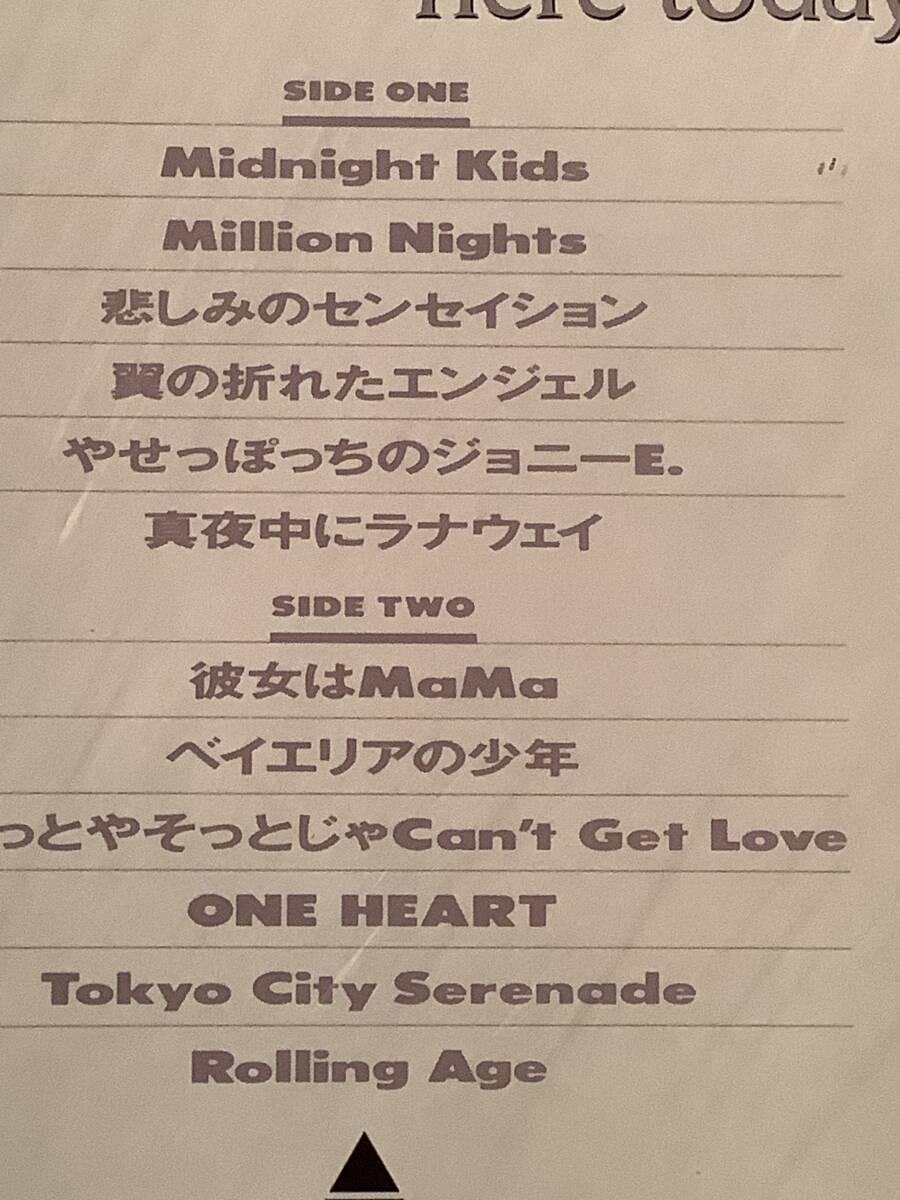 here today
SIDE ONE
Midnight Kids
Million Nights
悲しみのセンセイション
翼の折れたエンジェル
やせっぽっちのジョニーE.
真夜中にラナウェイ
SIDE TWO
彼女はMaMa
ベイエリアの少年
っとやそっとじゃCan't Get Love
ONE HEART
Tokyo City Serenade
Rolling Age